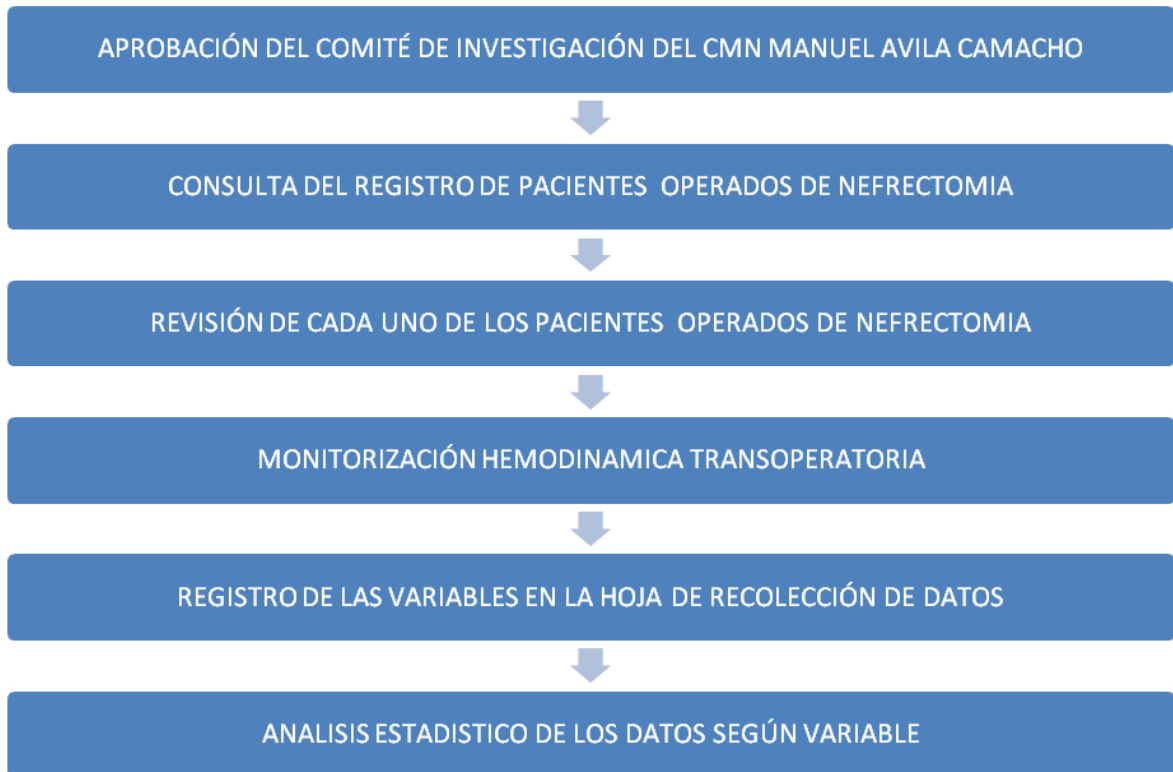 APROBACIÓN DEL COMITÉ DE INVESTIGACIÓN DEL CMN MANUEL AVILA CAMACHO
CONSULTA DEL REGISTRO DE PACIENTES OPERADOS DE NEFRECTOMIA
REVISIÓN DE CADA UNO DE LOS PACIENTES OPERADOS DE NEFRECTOMIA
MONITORIZACIÓN HEMODINAMICA TRANSOPERATORIA
REGISTRO DE LAS VARIABLES EN LA HOJA DE RECOLECCIÓN DE DATOS
ANALISIS ESTADISTICO DE LOS DATOS SEGÚN VARIABLE